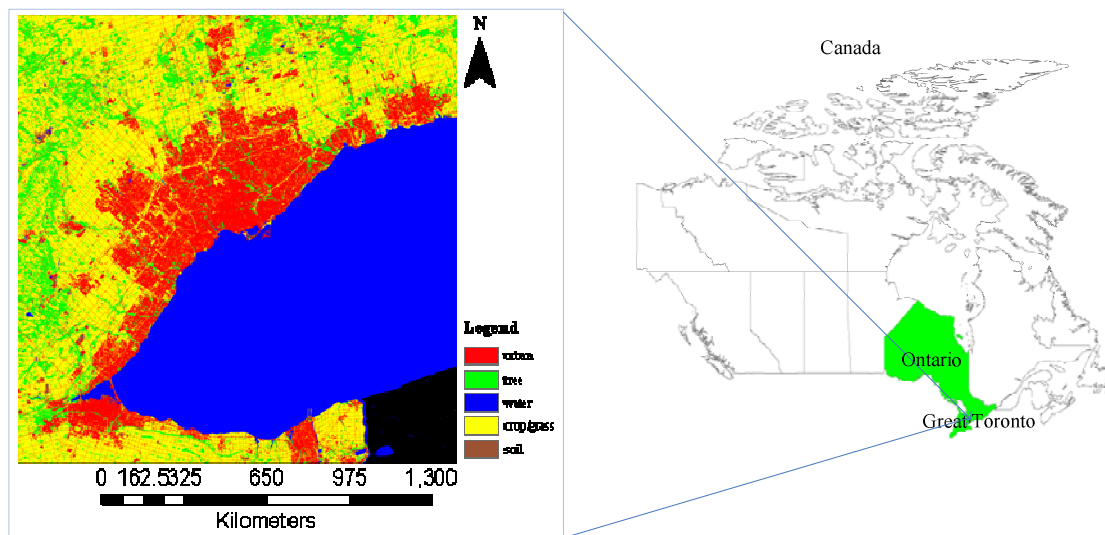 N
Legend
urban
tree
water
crop/grass
soil
0 162.5325 650 975 1,300
Kilometers
Canada
Ontario
Great Toronto